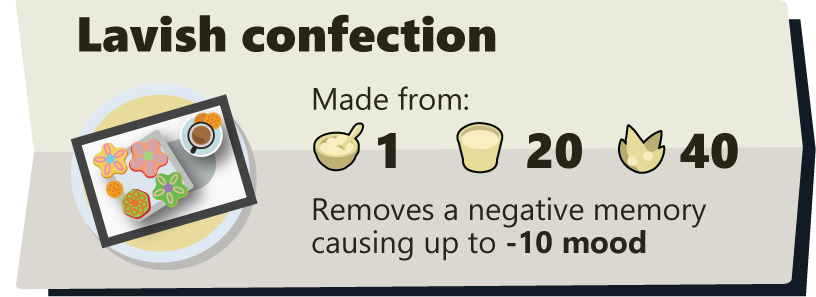 Lavish confection
Made from:
1 20 40
Removes a negative memory
causing up to -10 mood